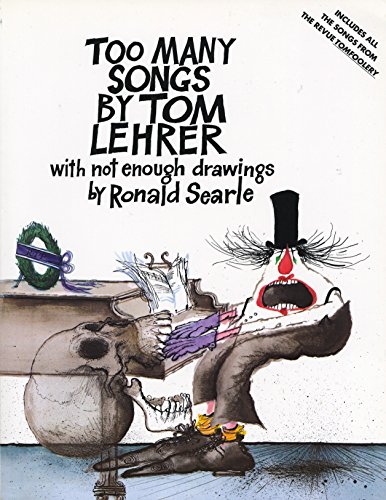 INCLUDES ALL
THE SONGS FROM
THE REVUE TOMFOOLERY
TOO MANY
SONGS
BY TOM
LEHRER
with not enough drawings
by Ronald Searle